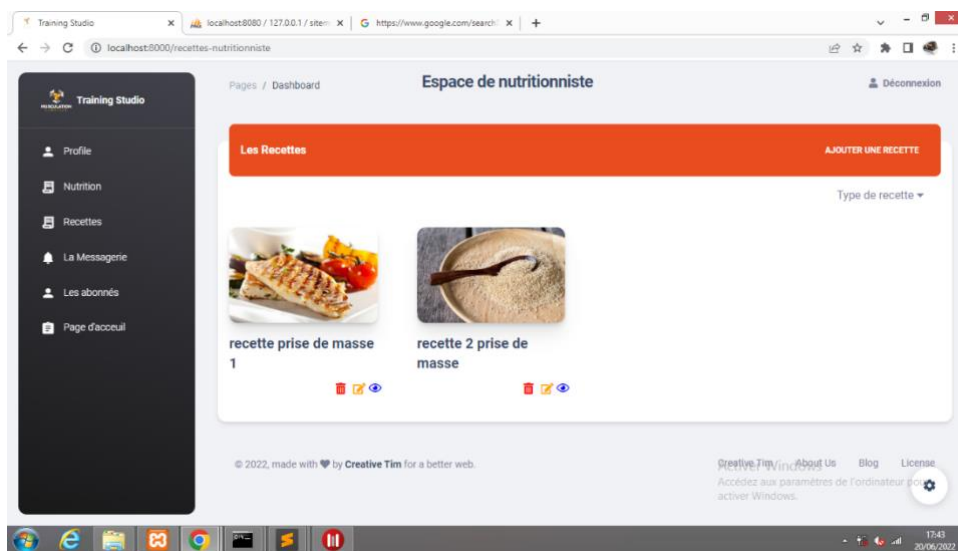 Training Studio
localhost:8080 / 127.0.0.1 / sitem
https://www.google.com/search?
localhost:8000/recettes-nutritionniste
Training Studio
Pages / Dashboard
Espace de nutritionniste
Déconnexion
Profile
Nutrition
Recettes
La Messagerie
Les abonnés
Page d'acceuil
Les Recettes
AJOUTER UNE RECETTE
Type de recette
recette prise de masse
1
recette 2 prise de
masse
© 2022, made with by Creative Tim for a better web.
Creative Tim
About Us
Blog
License
Activer Windows
Accédez aux paramètres de l'ordinateur pour
activer Windows.
17:43
20/06/2022